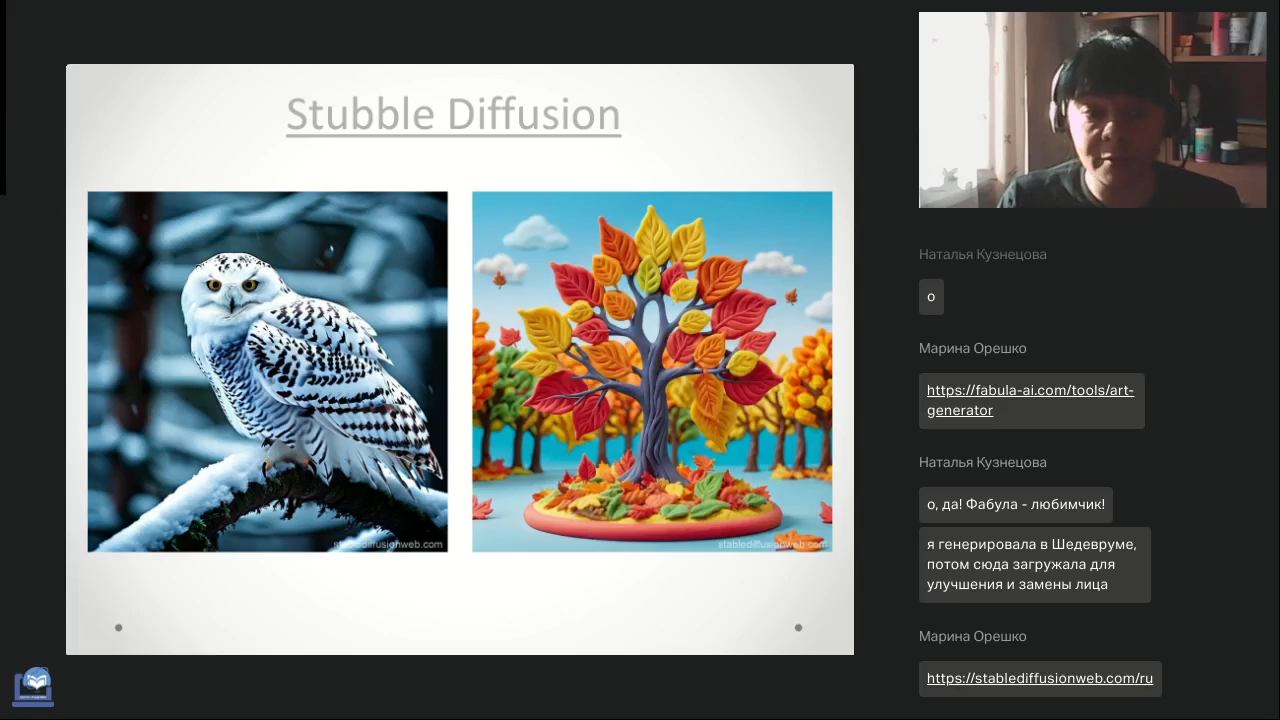 Stubble Diffusion
stablediffusionweb.com
stablediffusionweb.com
Наталья Кузнецова
о
Марина Орешко
https://fabula-ai.com/tools/art-
generator
Наталья Кузнецова
о, да! Фабула - любимчик!
я генерировала в Шедевруме,
потом сюда загружала для
улучшения и замены лица
Марина Орешко
https://stablediffusionweb.com/ru